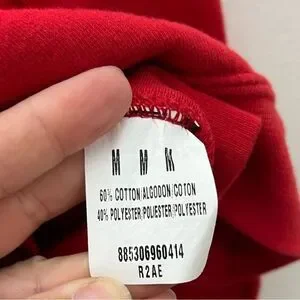 M M K
60% COTTON/ALGODON/COTON
40% POLYESTER/POLIESTER/POLYESTER
885306960414
R2AE